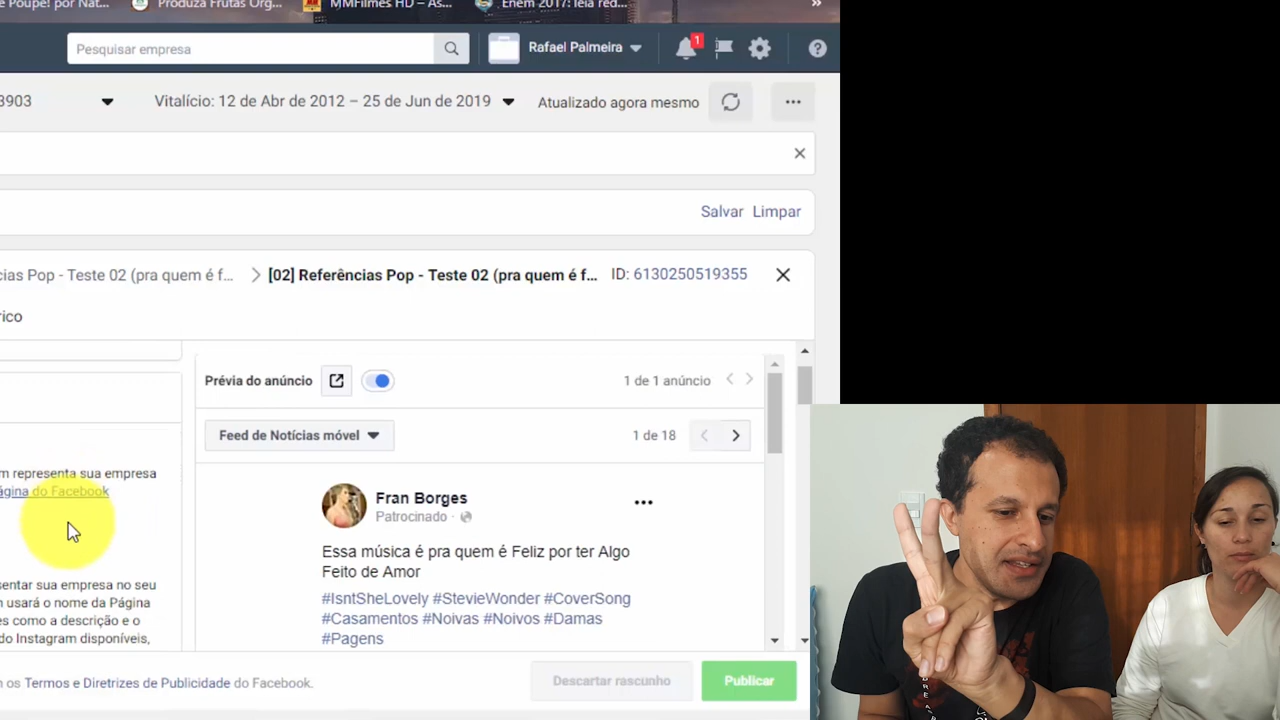 e Poupe! por Nat...
Produza Frutas Org...
MMFilmes HD – As...
Enem 2017: leia red...
»
Pesquisar empresa
Rafael Palmeira
1
?
3903
Vitalício: 12 de Abr de 2012 – 25 de Jun de 2019
Atualizado agora mesmo
Salvar Limpar
cias Pop - Teste 02 (pra quem é f...
[02] Referências Pop - Teste 02 (pra quem é f...
ID: 6130250519355
rico
Prévia do anúncio
1 de 1 anúncio
Feed de Notícias móvel
1 de 18
m representa sua empresa
ágina do Facebook
entar sua empresa no seu
m usará o nome da Página
es como a descrição e o
do Instagram disponíveis,
Fran Borges
Patrocinado
Essa música é pra quem é Feliz por ter Algo
Feito de Amor
#IsntSheLovely #StevieWonder #CoverSong
#Casamentos #Noivas #Noivos #Damas
#Pagens
m os Termos e Diretrizes de Publicidade do Facebook.
Descartar rascunho
Publicar